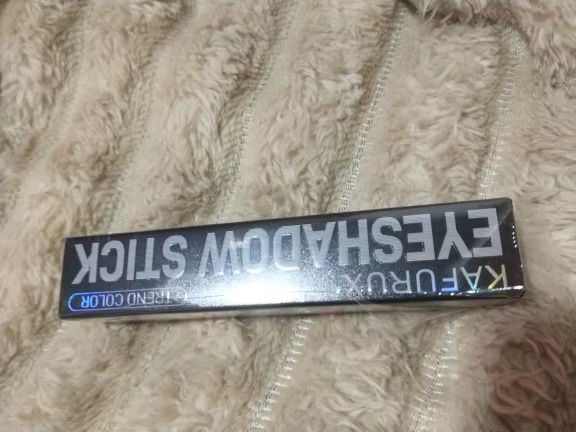 KAFURUX
EYESHADOW STICK
TREND COLOR